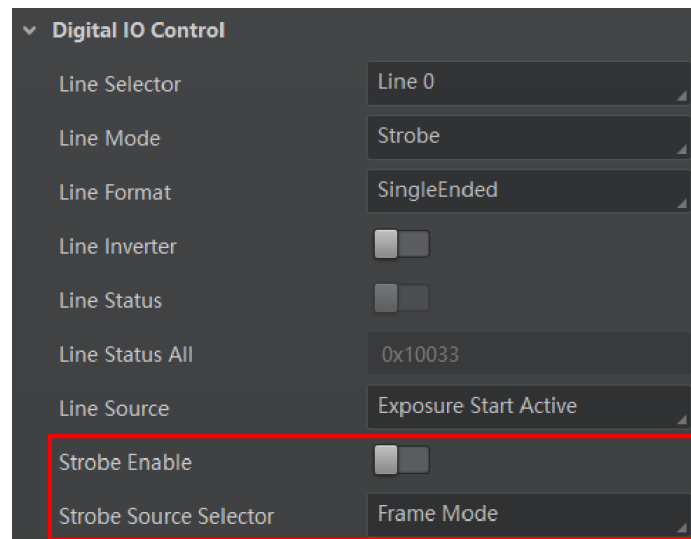 Digital IO Control
Line Selector Line 0
Line Mode Strobe
Line Format SingleEnded
Line Inverter
Line Status
Line Status All 0x10033
Line Source Exposure Start Active
Strobe Enable
Strobe Source Selector Frame Mode